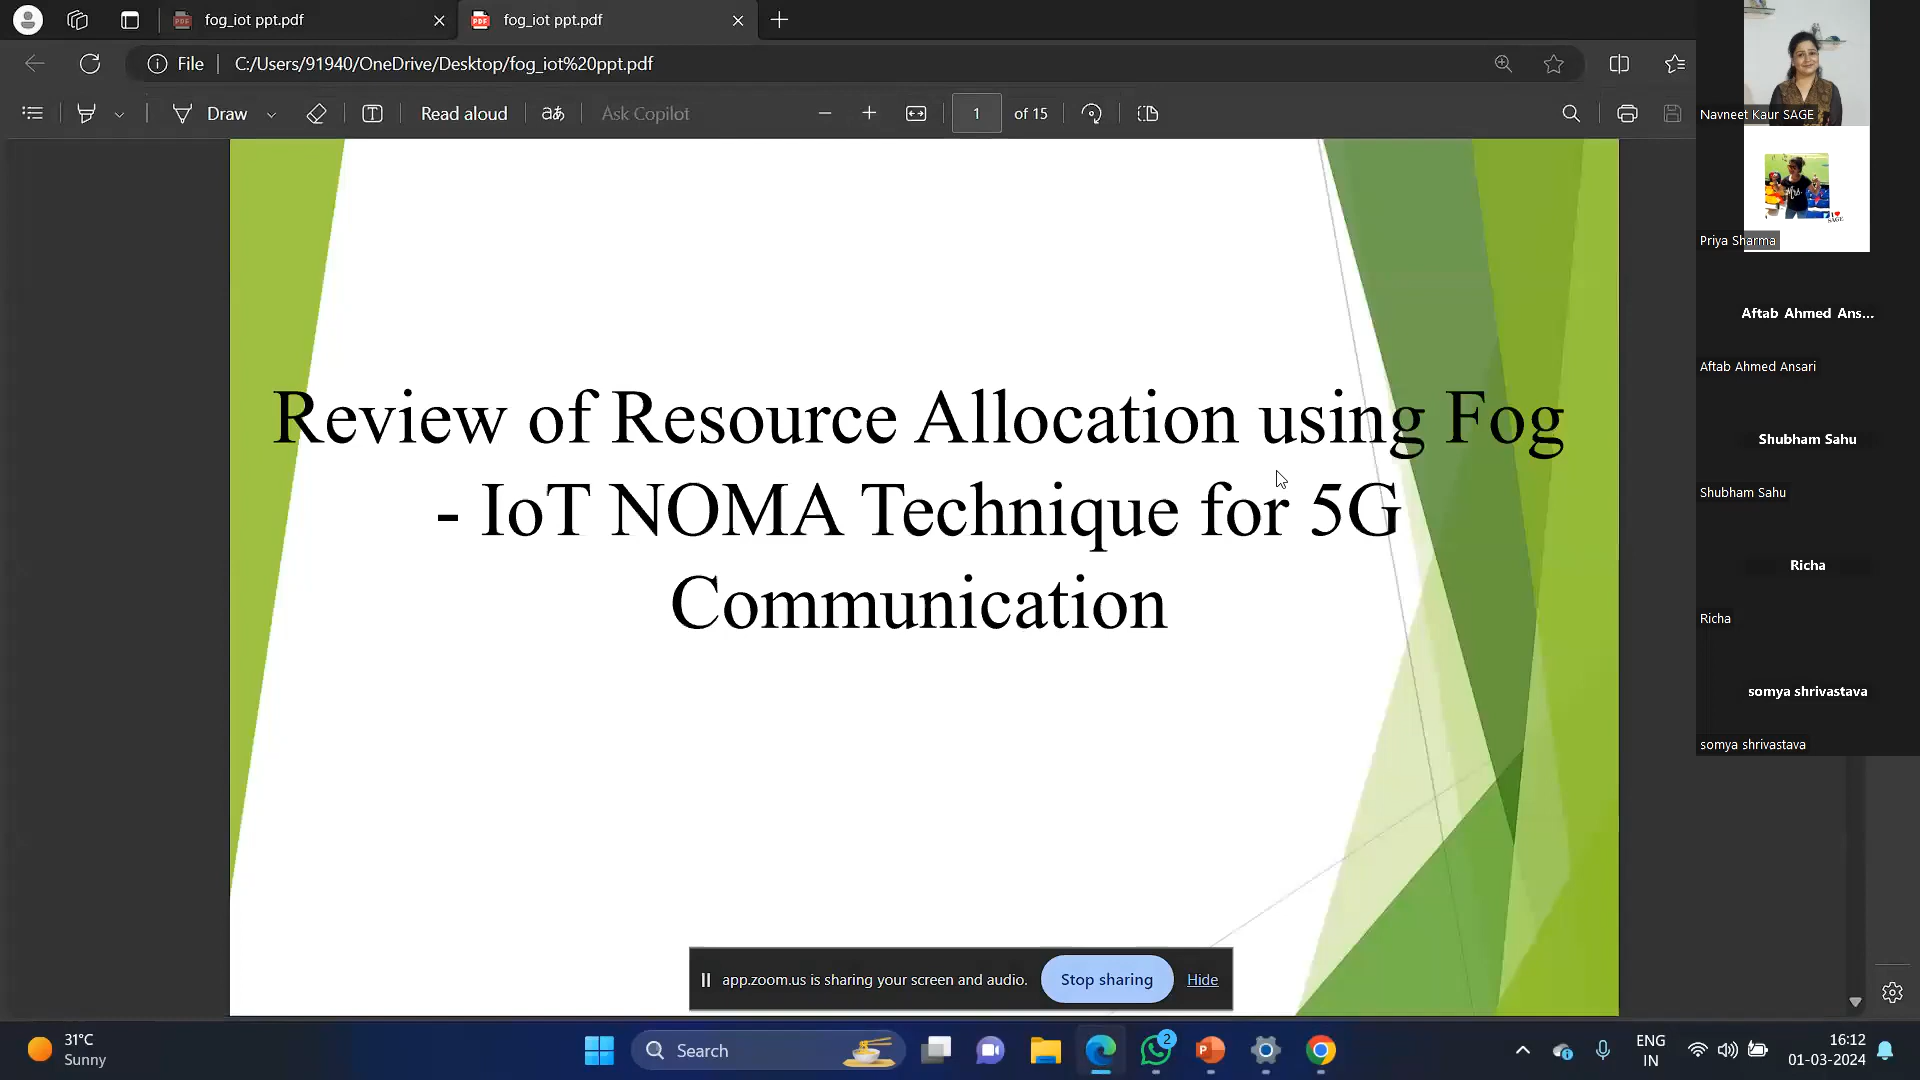 fog_iot ppt.pdf
fog_iot ppt.pdf
File
C:/Users/91940/OneDrive/Desktop/fog_iot%20ppt.pdf
Draw
Read aloud
aあ
Ask Copilot
1
of 15
Navneet Kaur SAGE
Mrs.
Priya Sharma
Aftab Ahmed Ans...
Aftab Ahmed Ansari
Shubham Sahu
Shubham Sahu
Richa
Richa
somya shrivastava
somya shrivastava
Review of Resource Allocation using Fog
- IoT NOMA Technique for 5G
Communication
app.zoom.us is sharing your screen and audio.
Stop sharing
Hide
31°C
Sunny
Search
2
ENG
IN
16:12
01-03-2024